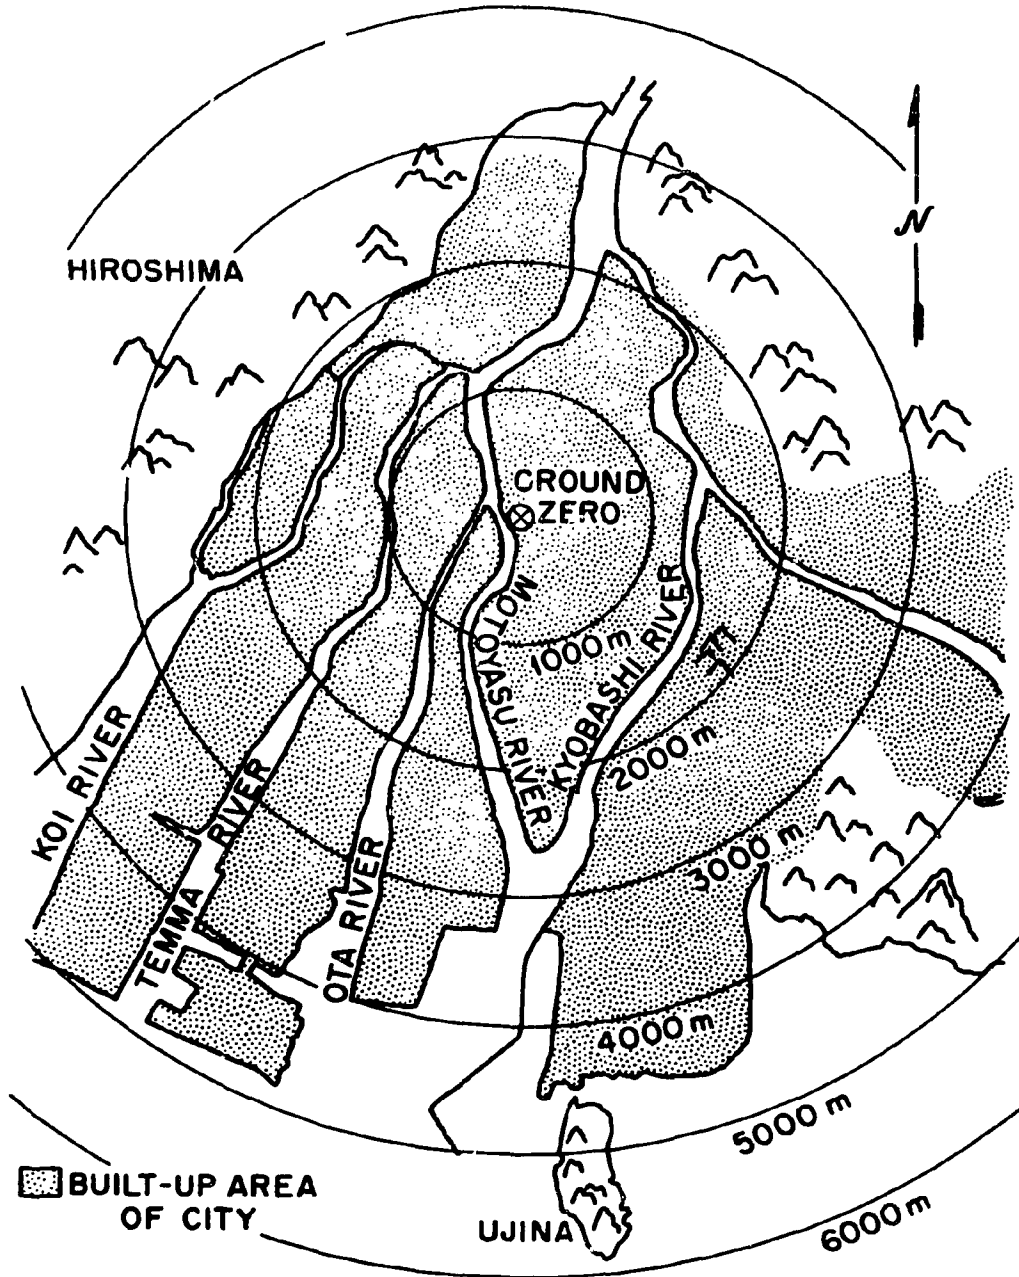 N
HIROSHIMA
GROUND
ZERO
MOTOYASU RIVER
KYOBASHI RIVER
1000 m
2000 m
KOI RIVER
TEMMA RIVER
OTA RIVER
3000 m
4000 m
5000 m
6000 m
BUILT-UP AREA
OF CITY
UJINA